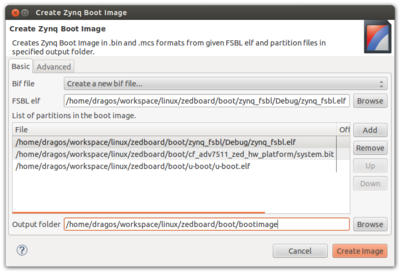 Create Zynq Boot Image
Create Zynq Boot Image
Creates Zynq Boot Image in .bin and .mcs formats from given FSBL elf and partition files in
specified output folder.
Basic Advanced
Bif file Create a new bif file...
FSBL elf /home/dragos/workspace/linux/zedboard/boot/zynq_fsbl/Debug/zynq_fsbl.elf Browse
List of partitions in the boot image.
File Off Add
/home/dragos/workspace/linux/zedboard/boot/zynq_fsbl/Debug/zynq_fsbl.elf
/home/dragos/workspace/linux/zedboard/boot/cf_adv7511_zed_hw_platform/system.bit Remove
/home/dragos/workspace/linux/zedboard/boot/u-boot/u-boot.elf Up
Down
Output folder /home/dragos/workspace/linux/zedboard/boot/bootImage Browse
? Cancel Create Image